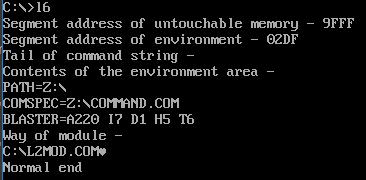 C:\>l6
Segment address of untouchable memory - 9FFF
Segment address of environment - 02DF
Tail of command string -
Contents of the environment area -
PATH=Z:\
COMSPEC=Z:\COMMAND.COM
BLASTER=A220 I7 D1 H5 T6
Way of module -
C:\L2MOD.COM♥
Normal end